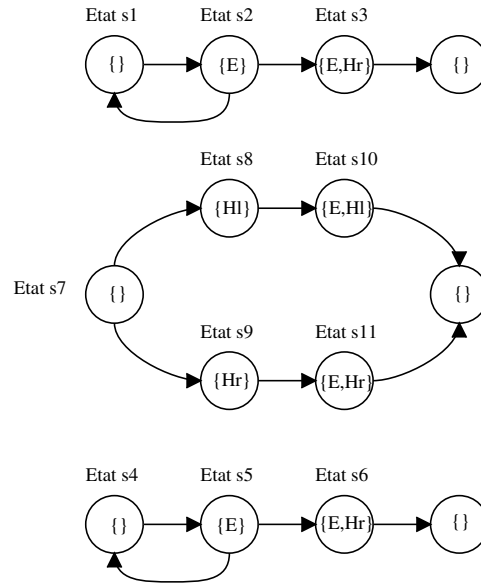 Etat s1 Etat s2 Etat s3
{} {E} {E,Hr} {}
Etat s8 Etat s10
{Hl} {E,Hl}
Etat s7 {} {}
Etat s9 Etat s11
{Hr} {E,Hr}
Etat s4 Etat s5 Etat s6
{} {E} {E,Hr} {}